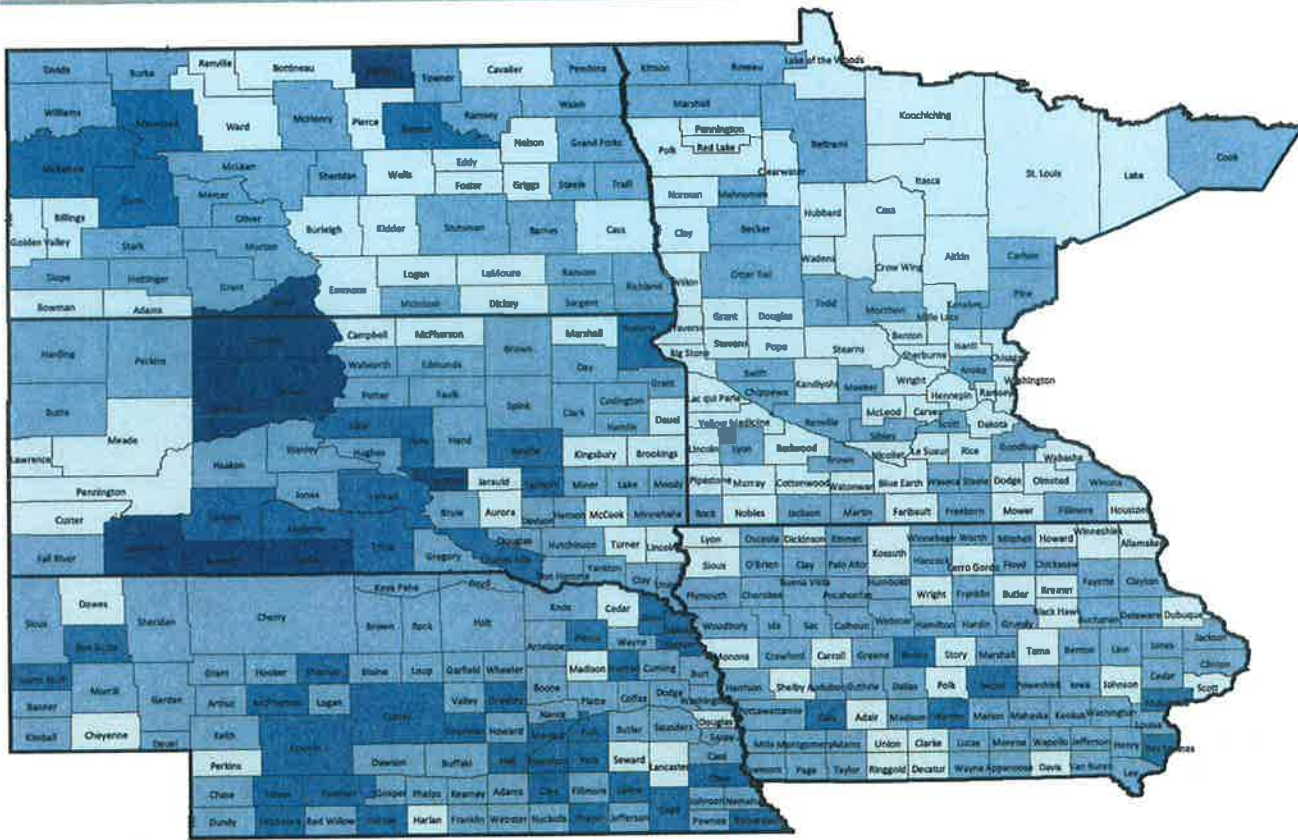 Divide Burke Renville Bottineau Towner Cavalier Pembina Kittson Roseau Lake of the Woods
Williams Ward McHenry Pierce Ramsey Walsh Marshall Koochiching
Nelson Grand Forks Polk Pennington Red Lake Beltrami Clearwater Itasca St. Louis Lake Cook
McKenzie McLean Sheridan Wells Eddy Foster Griggs Steele Traill Norman Mahnomen Hubbard Cass
Dunn Mercer Oliver
Billings Golden Valley Stark Morton Burleigh Kidder Stutsman Barnes Cass Clay Becker Wadena Crow Wing Aitkin Carlton
Slope Hettinger Grant Emmons Logan LaMoure Ransom Richland Wilkin Otter Tail Todd Morrison Mille Lacs Kanabec Pine
Bowman Adams McIntosh Dickey Sargent Traverse Grant Douglas
Harding Perkins Campbell McPherson Brown Marshall Big Stone Stevens Pope Stearns Benton Sherburne Isanti Chisago
Walworth Edmunds Day Swift Kandiyohi Meeker Wright Anoka Washington
Butte Potter Faulk Spink Clark Codington Grant Lac qui Parle Chippewa Hennepin Ramsey
Meade Hamlin Deuel Yellow Medicine Renville McLeod Carver Scott Dakota
Lawrence Haakon Stanley Hughes Hand Kingsbury Brookings Lincoln Lyon Redwood Brown Sibley Nicollet Le Sueur Rice Goodhue Wabasha
Pennington Jones Jerauld Miner Lake Moody Pipestone Murray Cottonwood Watonwan Blue Earth Waseca Steele Dodge Olmsted Winona
Custer Brule Aurora Davison Hanson McCook Minnehaha Rock Nobles Jackson Martin Faribault Freeborn Mower Fillmore Houston
Fall River Tripp Gregory Douglas Hutchinson Turner Lincoln Lyon Osceola Dickinson Emmet Kossuth Winnebago Worth Mitchell Howard Winneshiek Allamakee
Yankton Clay Sioux O'Brien Clay Palo Alto Hancock Cerro Gordo Floyd Chickasaw
Sioux Dawes Sheridan Cherry Keya Paha Boyd Knox Cedar Plymouth Cherokee Buena Vista Pocahontas Humboldt Wright Franklin Butler Bremer Fayette Clayton
Brown Rock Holt Antelope Pierce Wayne Woodbury Ida Sac Calhoun Webster Hamilton Hardin Grundy Black Hawk Buchanan Delaware Dubuque
Box Butte
Scotts Bluff Morrill Garden Grant Hooker Thomas Blaine Loup Garfield Wheeler Madison Stanton Cuming Burt Monona Crawford Carroll Greene Boone Story Marshall Tama Benton Linn Jones Jackson
Banner Arthur McPherson Logan Custer Valley Greeley Boone Platte Colfax Dodge Washington Harrison Shelby Audubon Guthrie Dallas Polk Jasper Poweshiek Iowa Johnson Cedar Clinton Scott
Kimball Cheyenne Deuel Keith Lincoln Howard Nance Butler Saunders Douglas Sarpy Pottawattamie Cass Adair Madison Warren Marion Mahaska Keokuk Washington
Perkins Dawson Buffalo Hall Hamilton York Seward Lancaster Cass Mills Montgomery Adams Union Clarke Lucas Monroe Wapello Jefferson Henry Des Moines
Chase Hayes Frontier Gosper Phelps Kearney Adams Clay Fillmore Saline Otoe Page Taylor Ringgold Decatur Wayne Appanoose Davis Van Buren Lee
Dundy Hitchcock Red Willow Furnas Harlan Franklin Webster Nuckolls Thayer Jefferson Gage Johnson Nemaha Pawnee Richardson